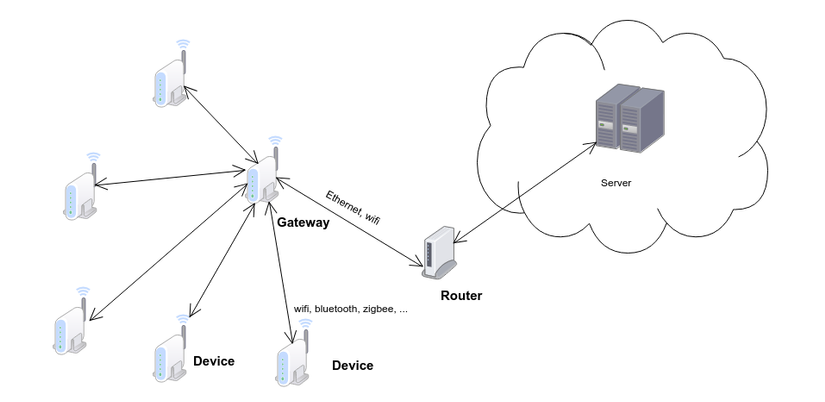 Server
Ethernet, wifi
Gateway
Router
wifi, bluetooth, zigbee, ...
Device
Device